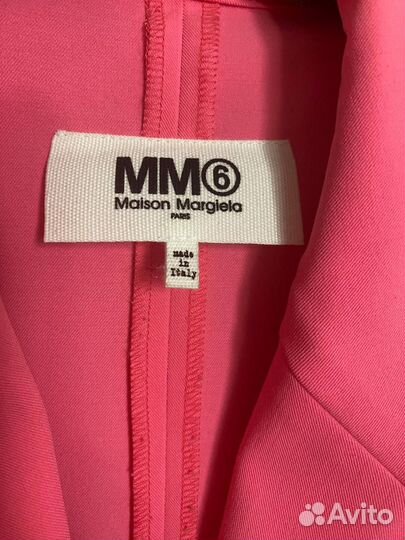 MM⑥
Maison Margiela
PARIS
made
in
Italy
Avito